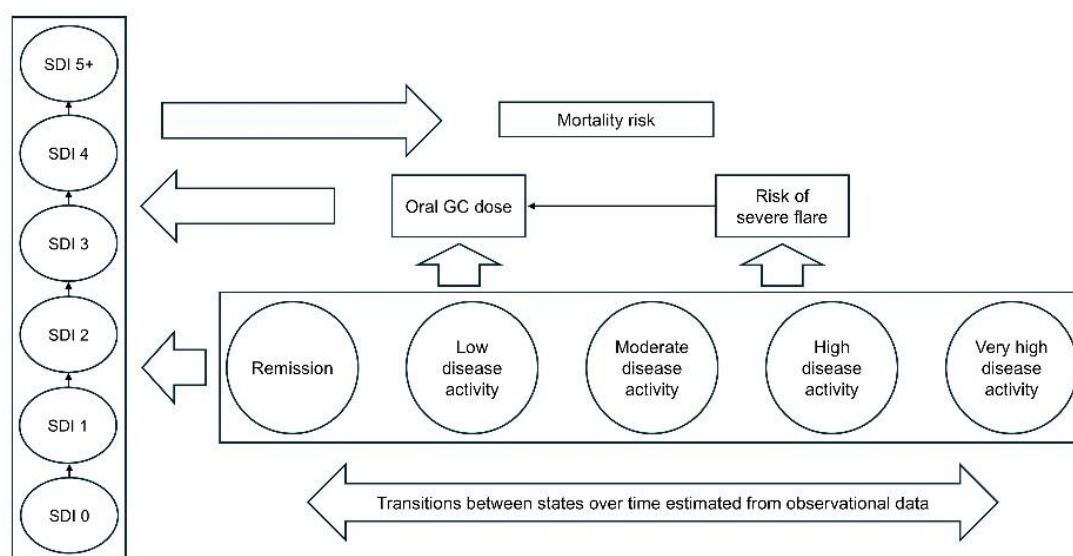 SDI 5+
SDI 4
SDI 3
SDI 2
SDI 1
SDI 0
Mortality risk
Oral GC dose
Risk of
severe flare
Remission
Low
disease
activity
Moderate
disease
activity
High
disease
activity
Very high
disease
activity
Transitions between states over time estimated from observational data